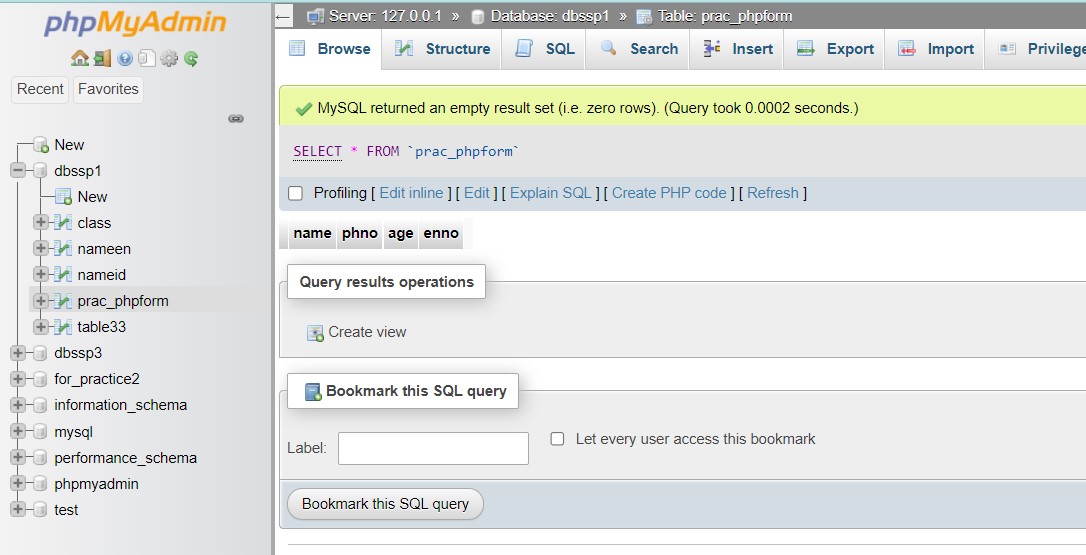 phpMyAdmin
Recent Favorites
New
dbssp1
New
class
nameen
nameid
prac_phpform
table33
dbssp3
for_practice2
information_schema
mysql
performance_schema
phpmyadmin
test
Server: 127.0.0.1 » Database: dbssp1 » Table: prac_phpform
Browse Structure SQL Search Insert Export Import Privilege
MySQL returned an empty result set (i.e. zero rows). (Query took 0.0002 seconds.)
SELECT * FROM `prac_phpform`
Profiling [ Edit inline ] [ Edit ] [ Explain SQL ] [ Create PHP code ] [ Refresh ]
name phno age enno
Query results operations
Create view
Bookmark this SQL query
Label: Let every user access this bookmark
Bookmark this SQL query